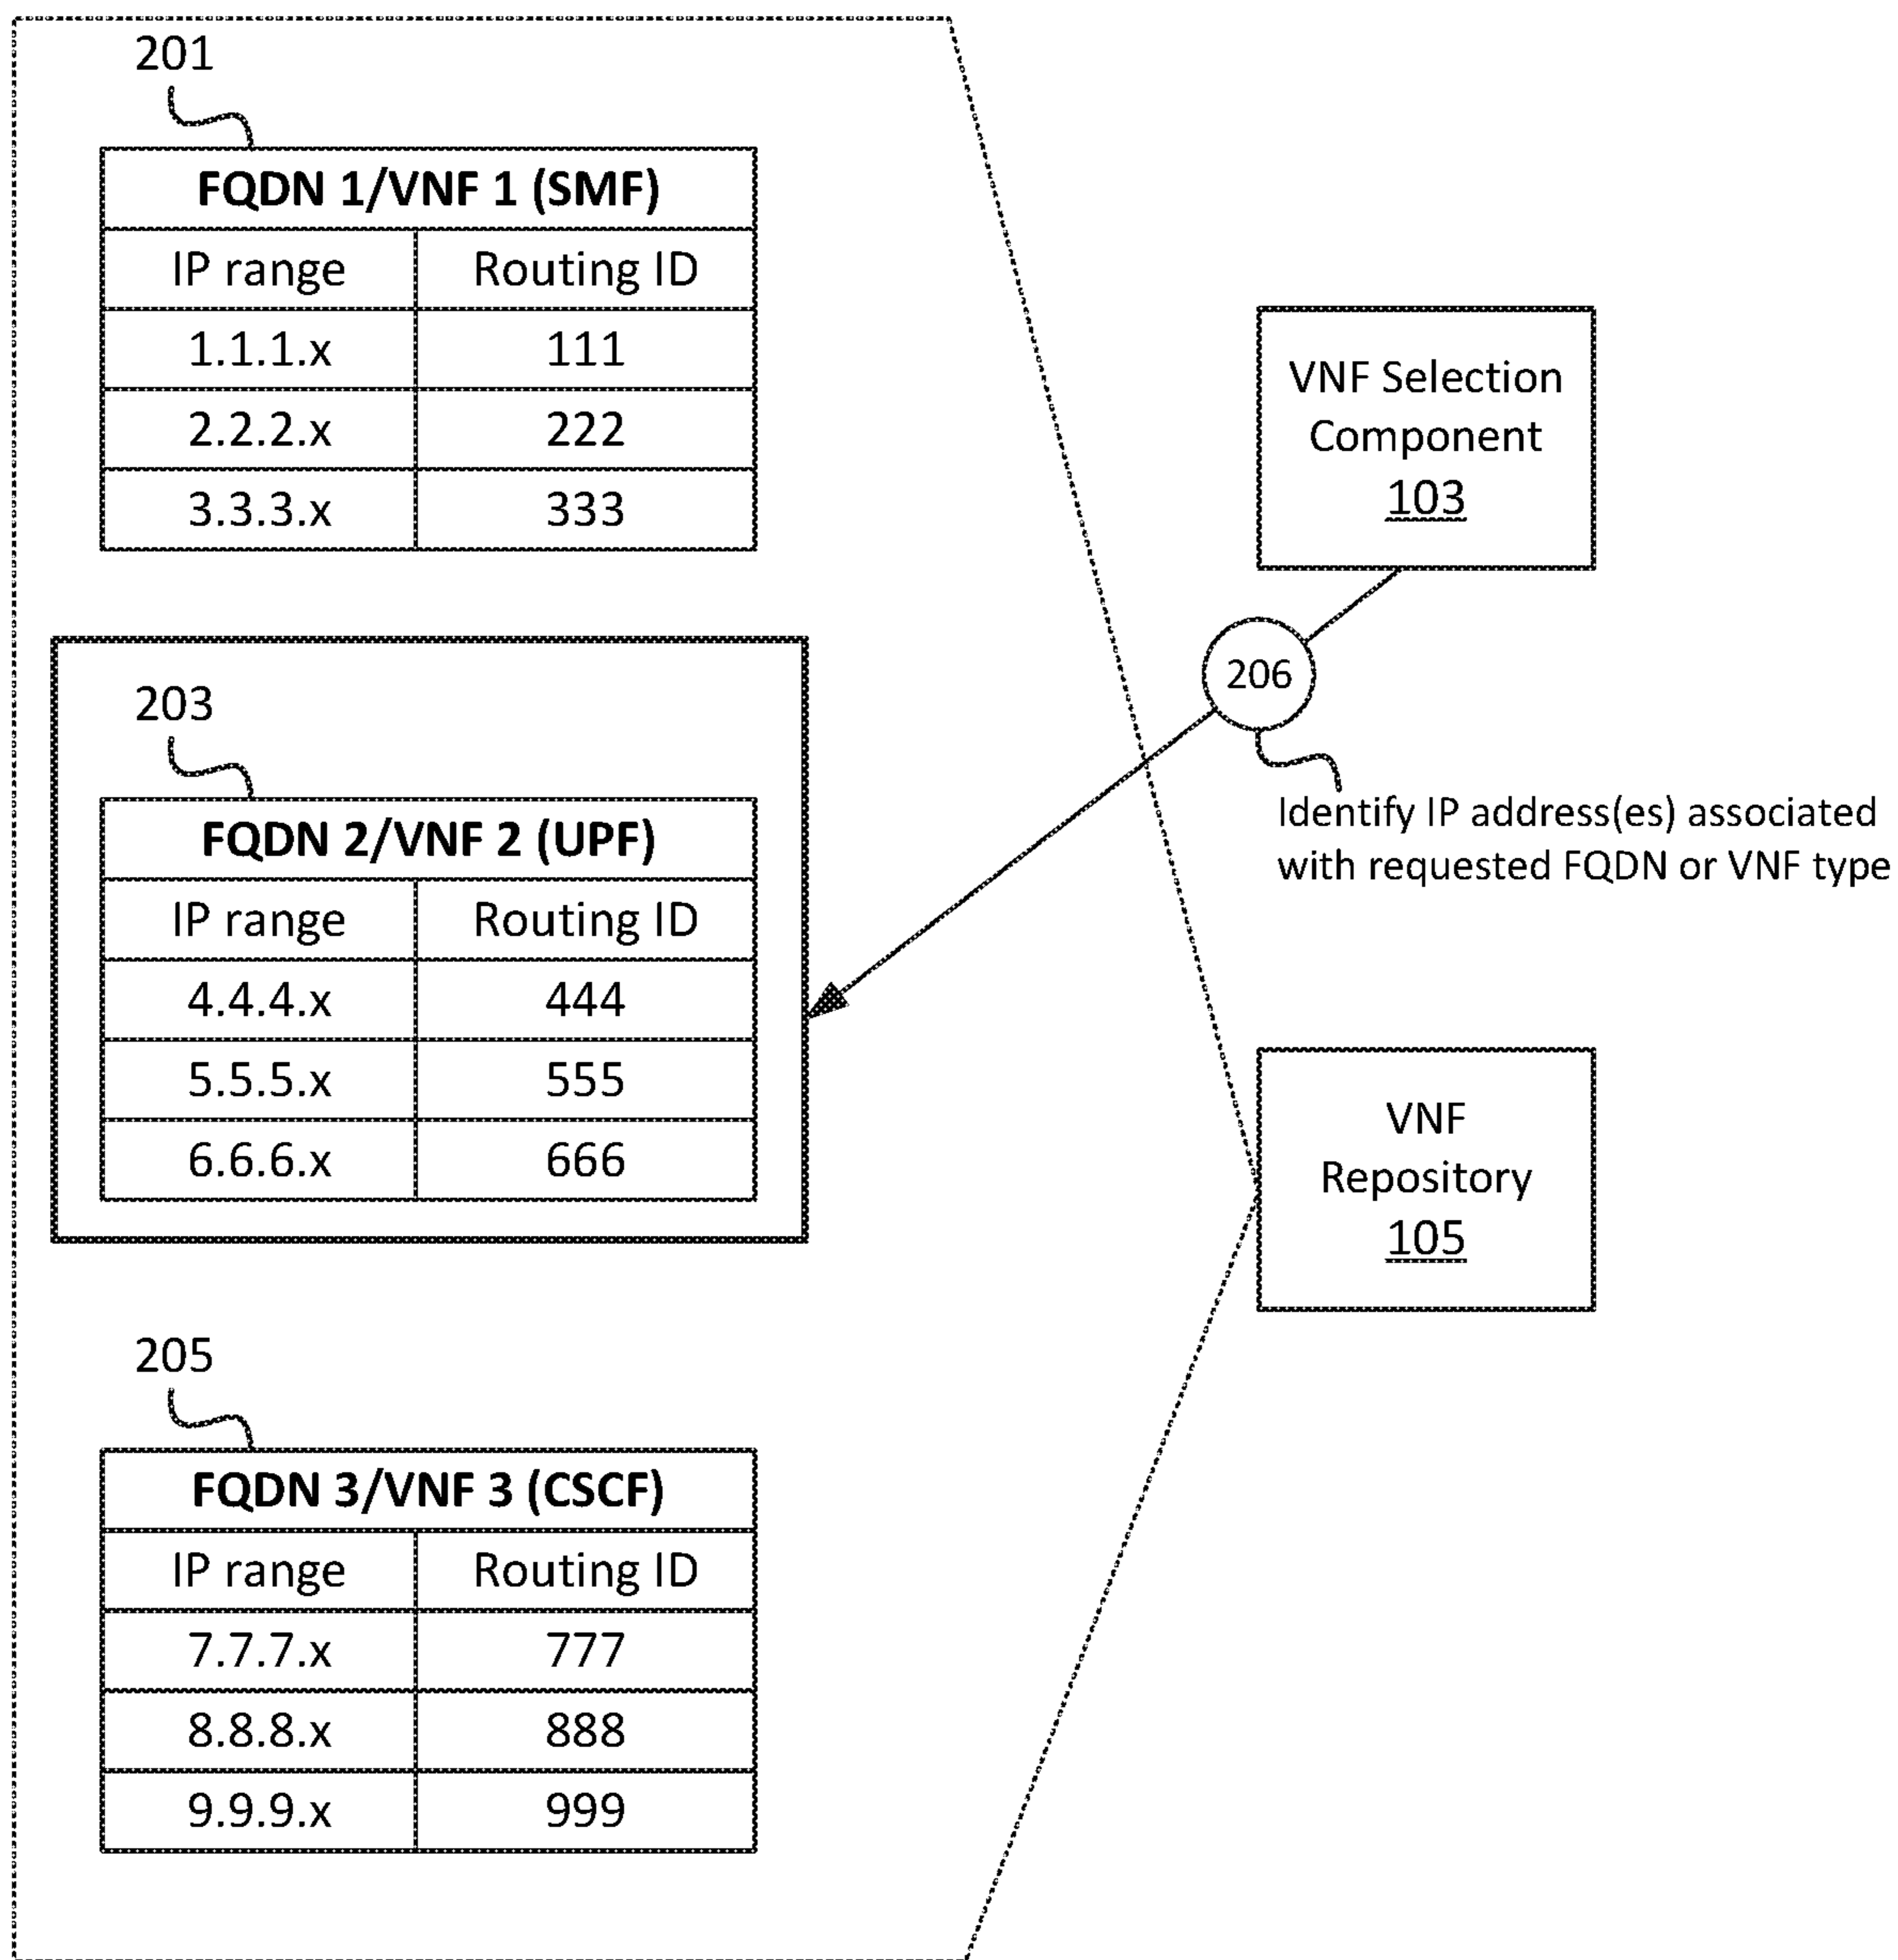 201
FQDN 1/VNF 1 (SMF)
IP range Routing ID
1.1.1.x 111
2.2.2.x 222
3.3.3.x 333
203
FQDN 2/VNF 2 (UPF)
IP range Routing ID
4.4.4.x 444
5.5.5.x 555
6.6.6.x 666
205
FQDN 3/VNF 3 (CSCF)
IP range Routing ID
7.7.7.x 777
8.8.8.x 888
9.9.9.x 999
VNF Selection
Component
103
206
Identify IP address(es) associated
with requested FQDN or VNF type
VNF
Repository
105